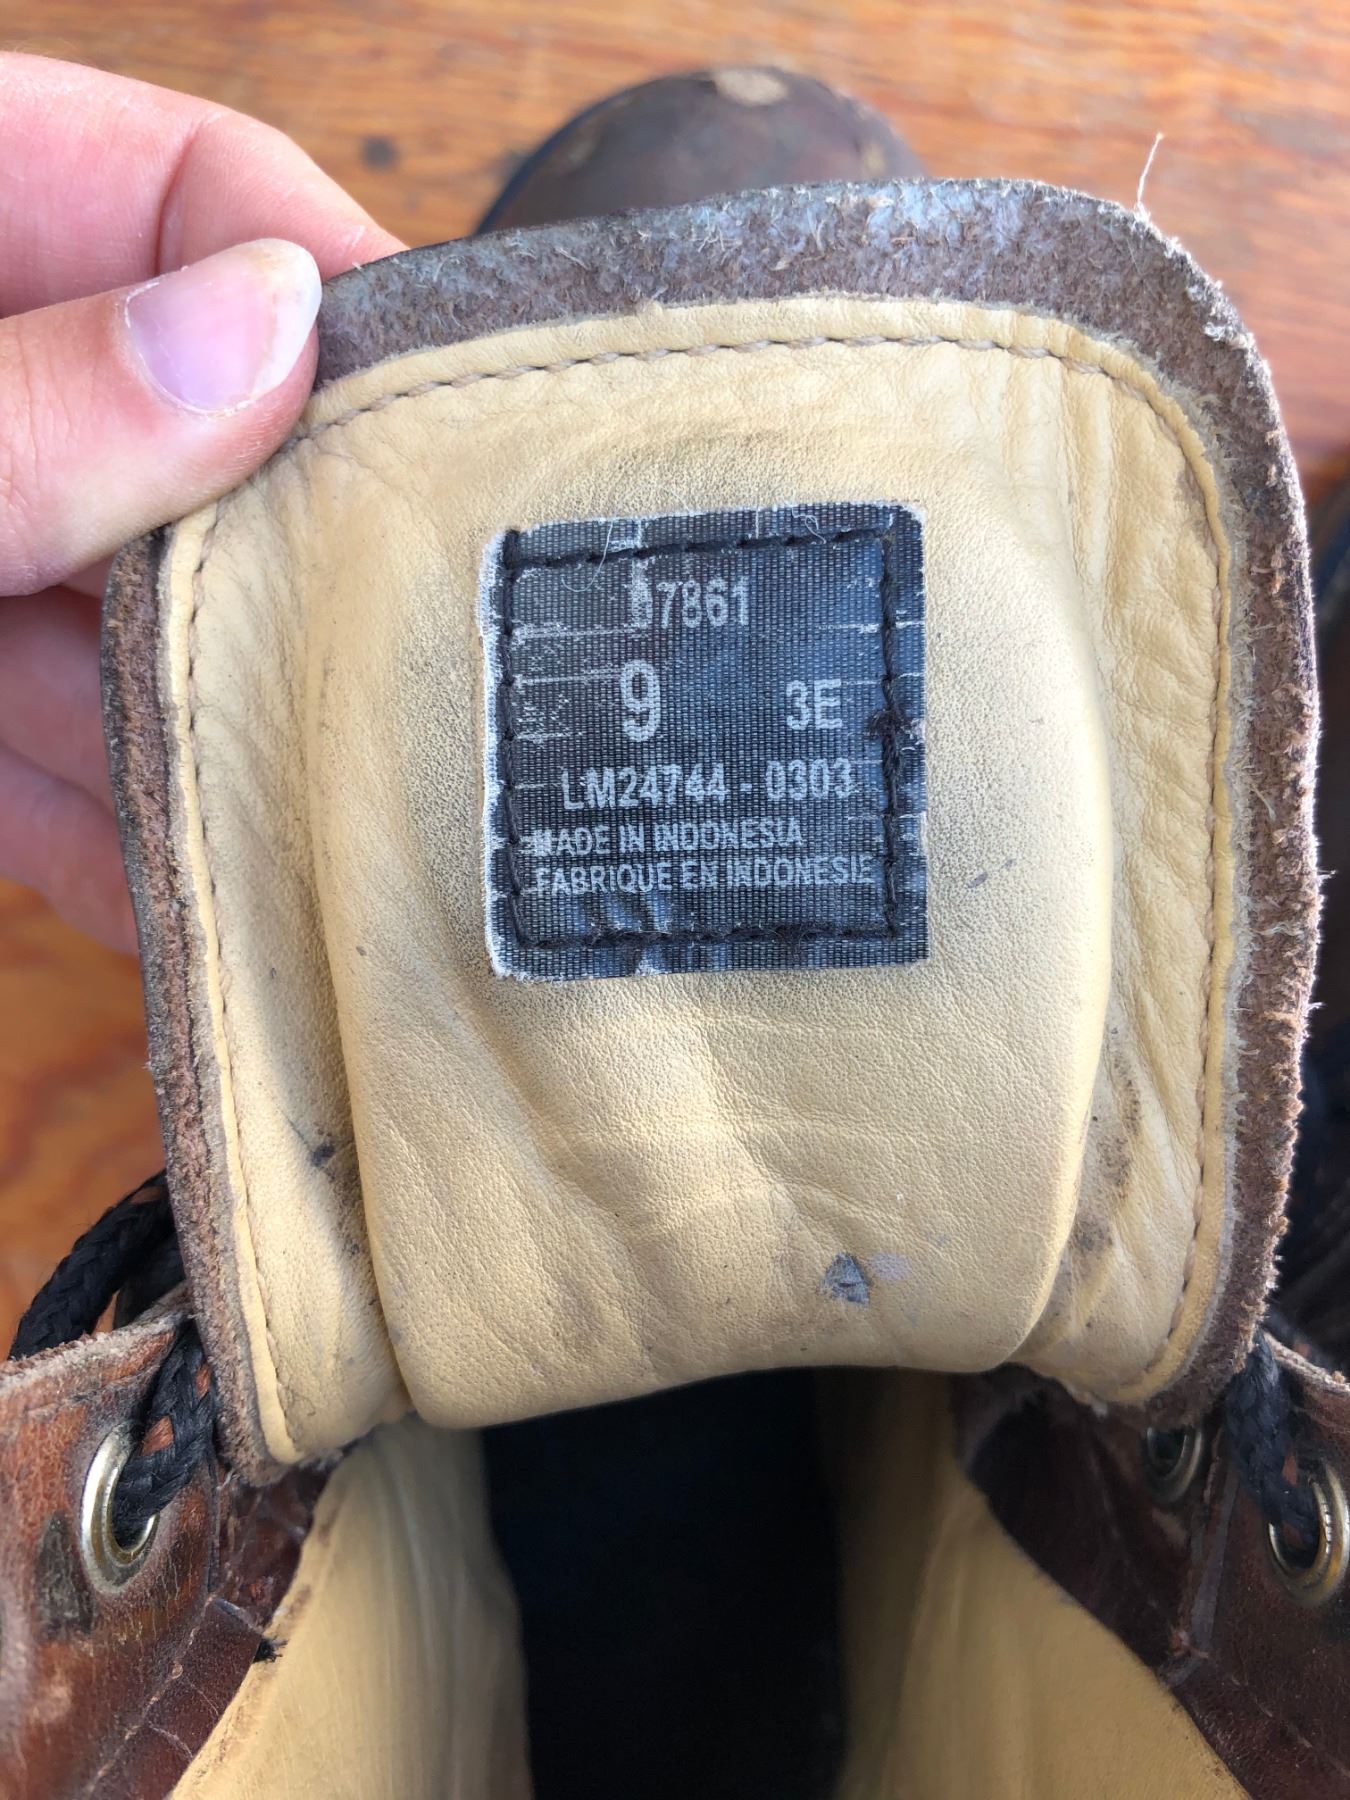 7861
9 3E
LM24744 - 0303
MADE IN INDONESIA
FABRIQUE EN INDONESIE